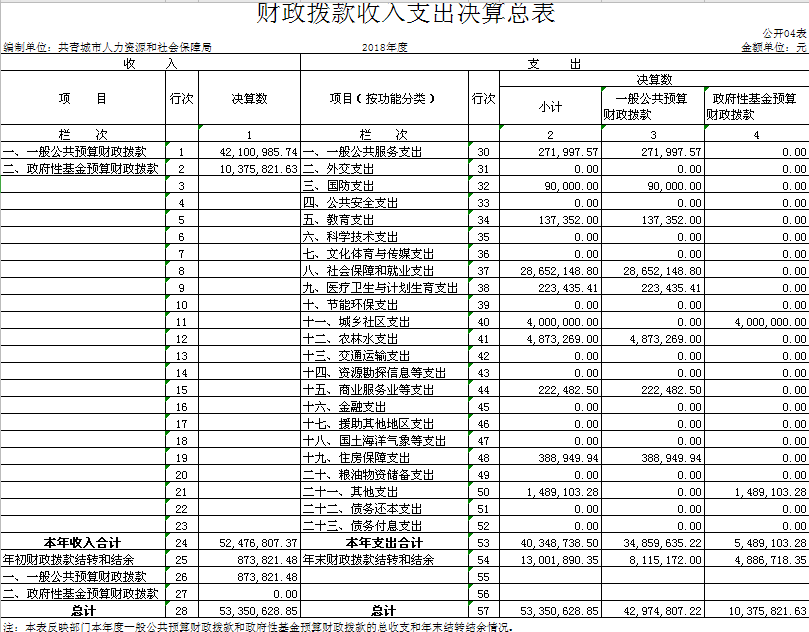 财政拨款收入支出决算总表
公开04表
编制单位：共青城市人力资源和社会保障局 2018年度 金额单位：元
收 入 支 出
项 目 行次 决算数 项目（按功能分类） 行次 决算数
小计 一般公共预算财政拨款 政府性基金预算财政拨款
栏 次 1 栏 次 2 3 4
一、一般公共预算财政拨款 1 42,100,985.74 一、一般公共服务支出 30 271,997.57 271,997.57 0.00
二、政府性基金预算财政拨款 2 10,375,821.63 二、外交支出 31 0.00 0.00 0.00
3 三、国防支出 32 90,000.00 90,000.00 0.00
4 四、公共安全支出 33 0.00 0.00 0.00
5 五、教育支出 34 137,352.00 137,352.00 0.00
6 六、科学技术支出 35 0.00 0.00 0.00
7 七、文化体育与传媒支出 36 0.00 0.00 0.00
8 八、社会保障和就业支出 37 28,652,148.80 28,652,148.80 0.00
9 九、医疗卫生与计划生育支出 38 223,435.41 223,435.41 0.00
10 十、节能环保支出 39 0.00 0.00 0.00
11 十一、城乡社区支出 40 4,000,000.00 0.00 4,000,000.00
12 十二、农林水支出 41 4,873,269.00 4,873,269.00 0.00
13 十三、交通运输支出 42 0.00 0.00 0.00
14 十四、资源勘探信息等支出 43 0.00 0.00 0.00
15 十五、商业服务业等支出 44 222,482.50 222,482.50 0.00
16 十六、金融支出 45 0.00 0.00 0.00
17 十七、援助其他地区支出 46 0.00 0.00 0.00
18 十八、国土海洋气象等支出 47 0.00 0.00 0.00
19 十九、住房保障支出 48 388,949.94 388,949.94 0.00
20 二十、粮油物资储备支出 49 0.00 0.00 0.00
21 二十一、其他支出 50 1,489,103.28 0.00 1,489,103.28
22 二十二、债务还本支出 51 0.00 0.00 0.00
23 二十三、债务付息支出 52 0.00 0.00 0.00
本年收入合计 24 52,476,807.37 本年支出合计 53 40,348,738.50 34,859,635.22 5,489,103.28
年初财政拨款结转和结余 25 873,821.48 年末财政拨款结转和结余 54 13,001,890.35 8,115,172.00 4,886,718.35
一、一般公共预算财政拨款 26 873,821.48 55
二、政府性基金预算财政拨款 27 0.00 56
总计 28 53,350,628.85 总计 57 53,350,628.85 42,974,807.22 10,375,821.63
注：本表反映部门本年度一般公共预算财政拨款和政府性基金预算财政拨款的总收支和年末结转结余情况。